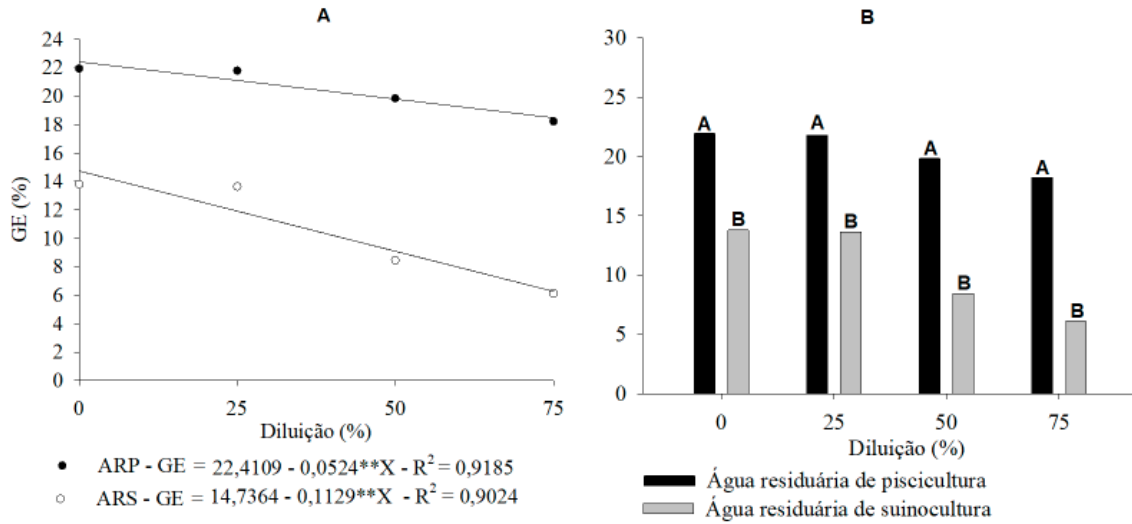 A
24
22
20
18
16
14
12
10
8
6
4
2
0
GE (%)
0 25 50 75
Diluição (%)
ARP - GE = 22,4109 - 0,0524**X - R² = 0,9185
ARS - GE = 14,7364 - 0,1129**X - R² = 0,9024
B
30
25
20
15
10
5
0
A A A A
B B B B
0 25 50 75
Diluição (%)
Água residuária de piscicultura
Água residuária de suinocultura